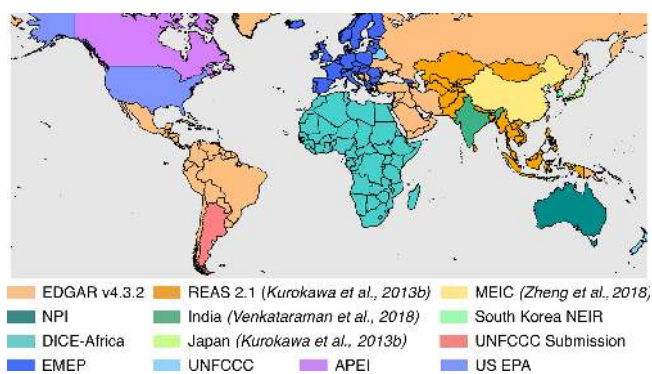 EDGAR v4.3.2 REAS 2.1 (Kurokawa et al., 2013b) MEIC (Zheng et al., 2018)
NPI India (Venkataraman et al., 2018) South Korea NEIR
DICE-Africa Japan (Kurokawa et al., 2013b) UNFCCC Submission
EMEP UNFCCC APEI US EPA